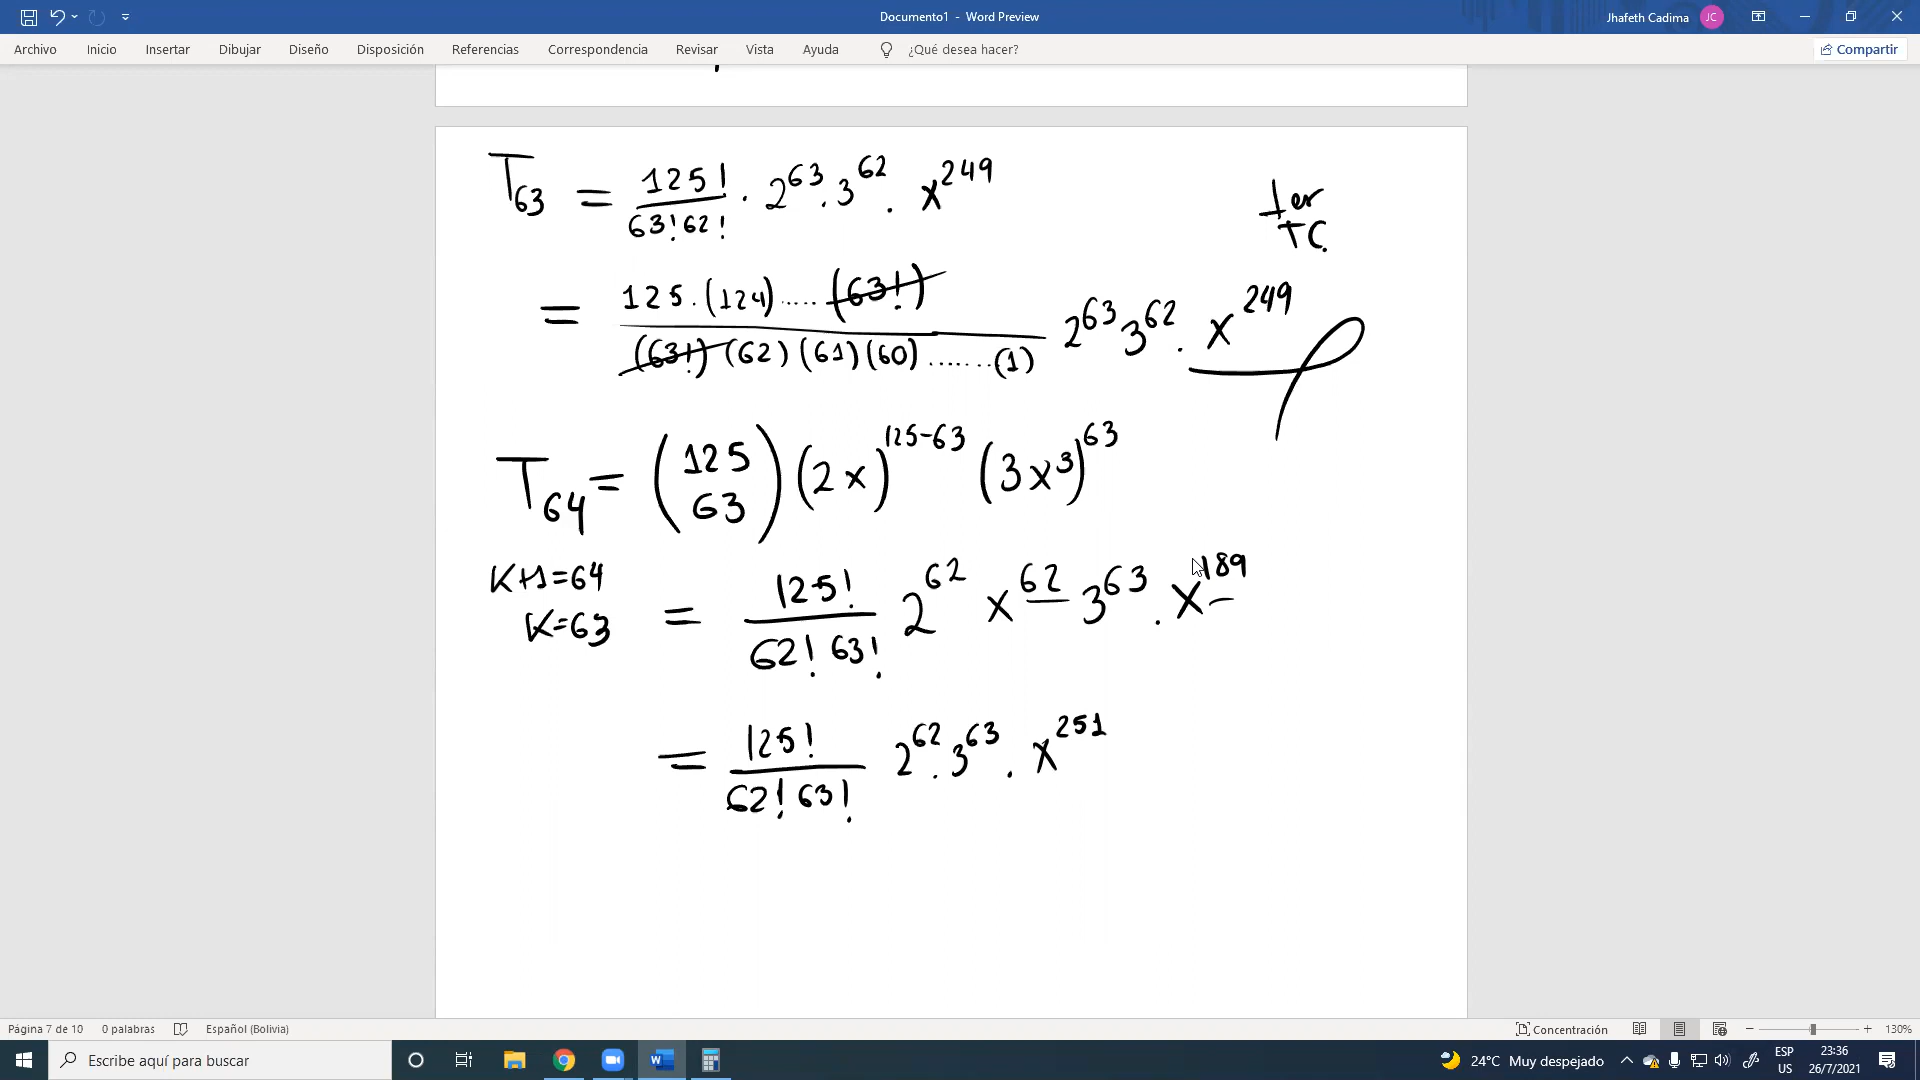 Documento1 - Word Preview
Jhafeth Cadima JC
Archivo Inicio Insertar Dibujar Diseño Disposición Referencias Correspondencia Revisar Vista Ayuda ¿Qué desea hacer? Compartir
T₆₃ = 125!/(63!62!) · 2^63 · 3^62 · x^249
1er
TC.
= 125.(124).....(63!)/((63!)(62)(61)(60).......(1)) 2^63 3^62 · x^249
T₆₄ = (125 63) (2x)^(125-63) (3x³)^63
K+1=64
K=63
= 125!/(62! 63!) 2^62 x^62 3^63 · x^189
= 125!/(62! 63!) 2^62 · 3^63 · x^251
Página 7 de 10 0 palabras Español (Bolivia) Concentración 130%
Escribe aquí para buscar
24°C Muy despejado
ESP
US
23:36
26/7/2021